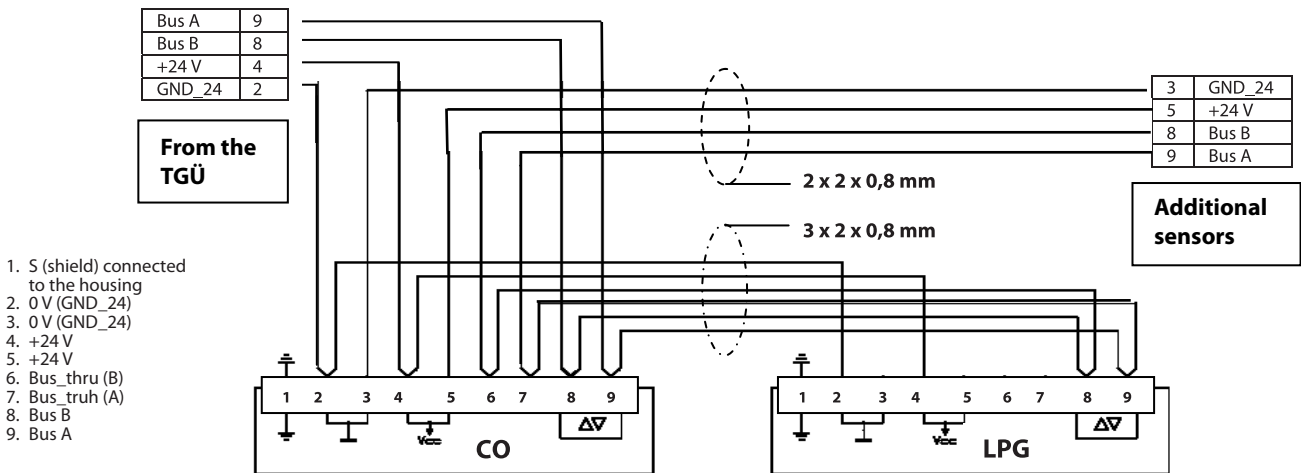 Bus A 9
Bus B 8
+24 V 4
GND_24 2
From the
TGÜ
3 GND_24
5 +24 V
8 Bus B
9 Bus A
Additional
sensors
2 x 2 x 0,8 mm
3 x 2 x 0,8 mm
1. S (shield) connected
to the housing
2. 0 V (GND_24)
3. 0 V (GND_24)
4. +24 V
5. +24 V
6. Bus_thru (B)
7. Bus_truh (A)
8. Bus B
9. Bus A
1 2 3 4 5 6 7 8 9
Vcc
CO
1 2 3 4 5 6 7 8 9
Vcc
LPG